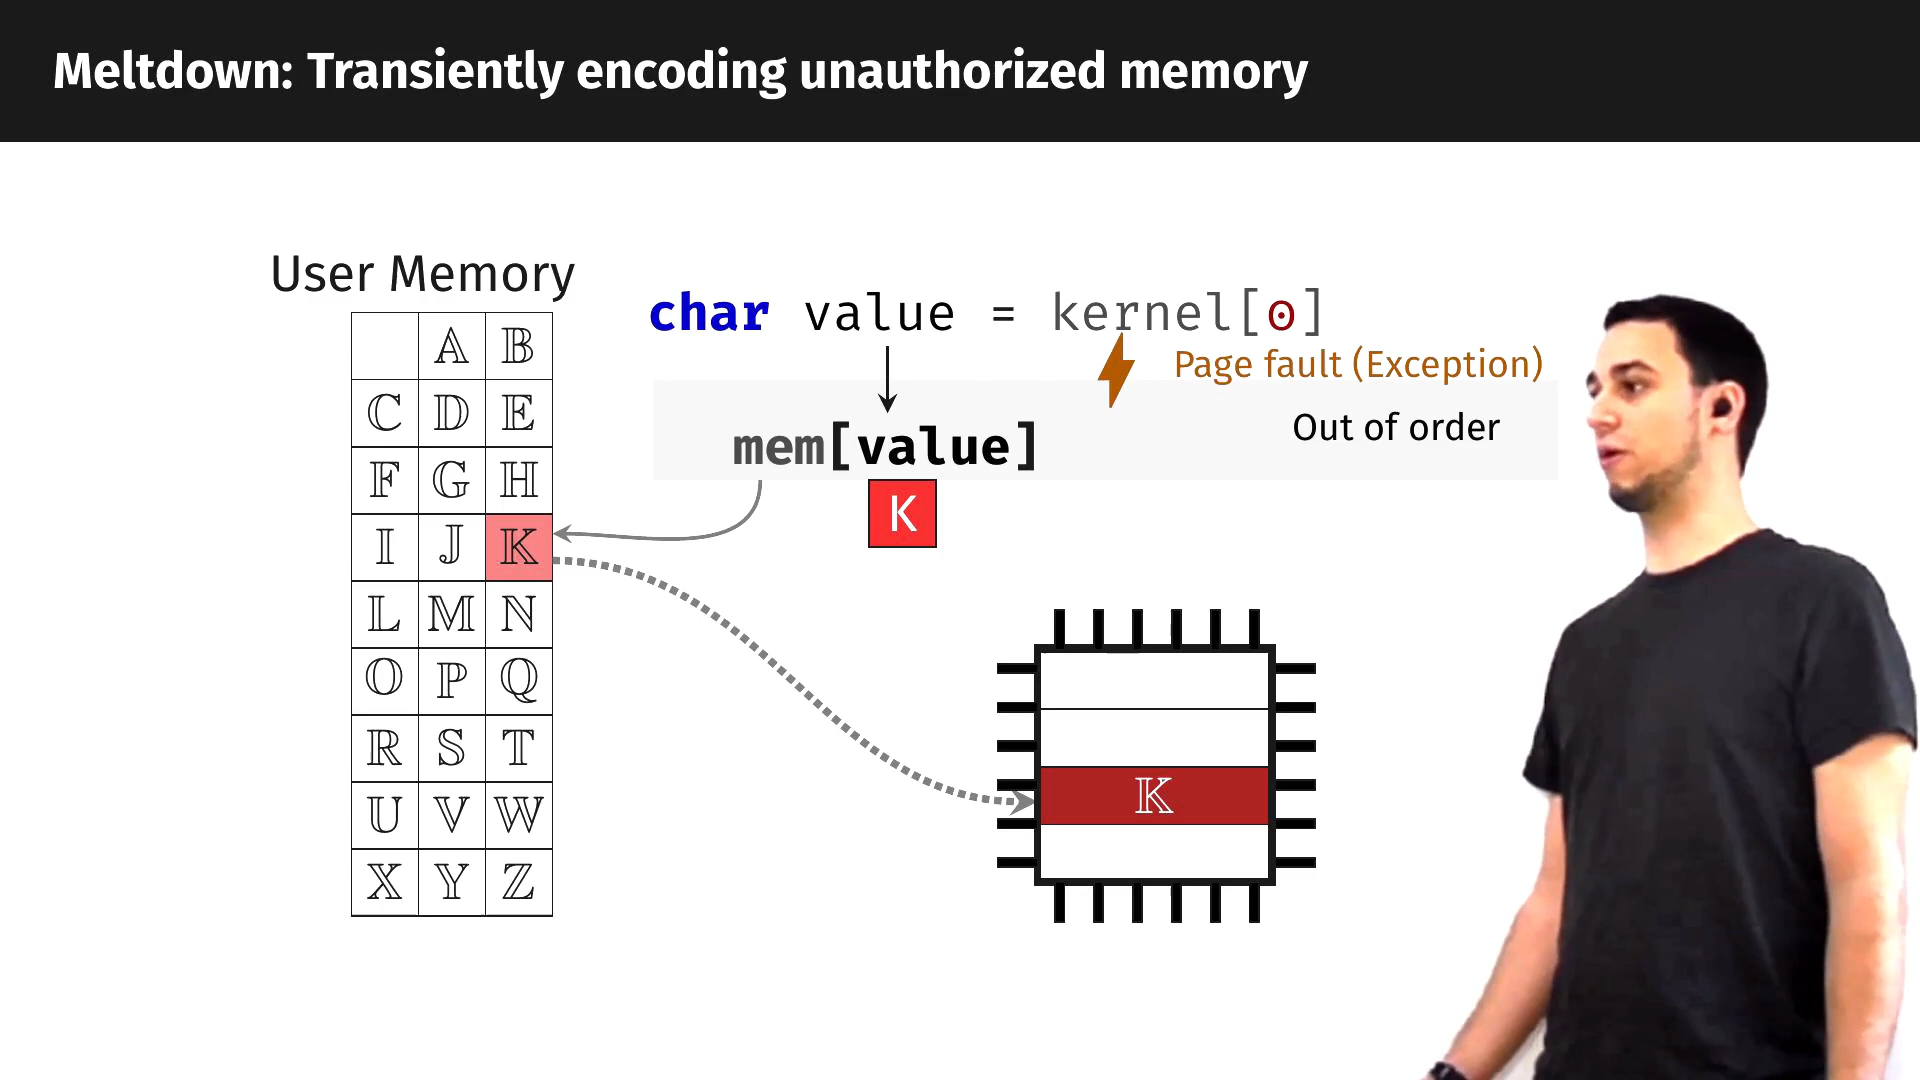 Meltdown: Transiently encoding unauthorized memory
User Memory
A B
C D E
F G H
I J K
L M N
O P Q
R S T
U V W
X Y Z
char value = kernel[0]
Page fault (Exception)
Out of order
mem[value]
K
K